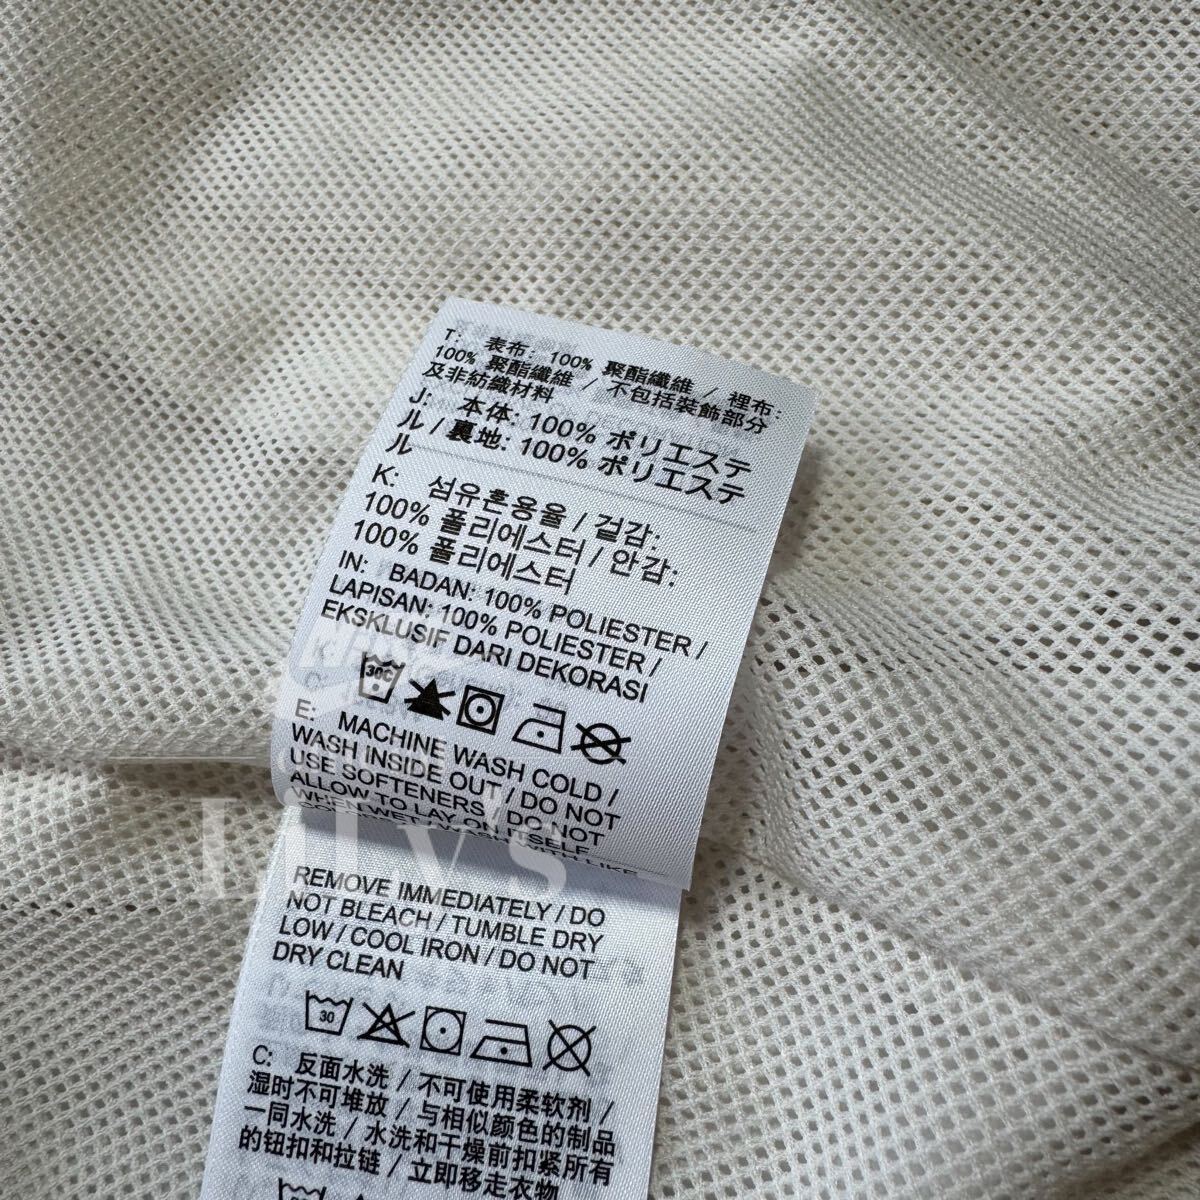 T: 表布: 100% 聚酯纖維 / 裡布:
100% 聚酯纖維 / 不包括裝飾部分
及非紡織材料
J: 本体: 100% ポリエステ
ル / 裏地: 100% ポリエステ
ル
K: 섬유혼용율 / 겉감:
100% 폴리에스터 / 안감:
100% 폴리에스터
IN: BADAN: 100% POLIESTER /
LAPISAN: 100% POLIESTER /
EKSKLUSIF DARI DEKORASI
30C
E: MACHINE WASH COLD /
WASH INSIDE OUT / DO NOT
USE SOFTENERS / DO NOT
ALLOW TO LAY ON ITSELF
WHEN WET / WASH WITH LIKE
REMOVE IMMEDIATELY / DO
NOT BLEACH / TUMBLE DRY
LOW / COOL IRON / DO NOT
DRY CLEAN
30
C: 反面水洗 / 不可使用柔软剂 /
湿时不可堆放 / 与相似颜色的制品
一同水洗 / 水洗和干燥前扣紧所有
的钮扣和拉链 / 立即移走衣物
Lily's